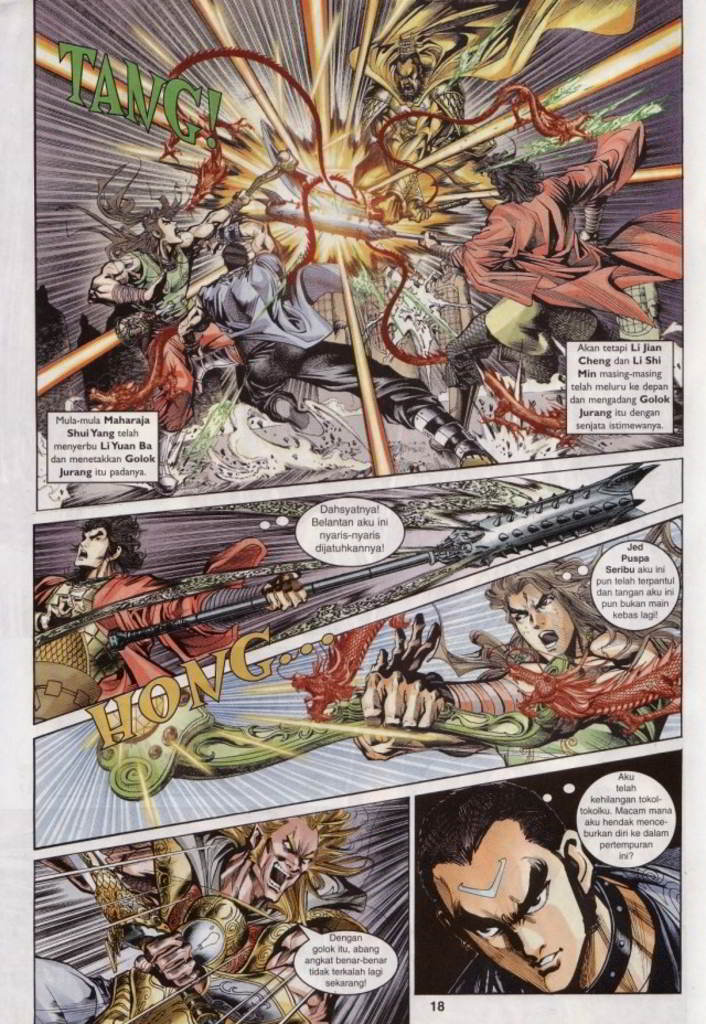 TANG!
Mula-mula Maharaja
Shui Yang telah
menyerbu Li Yuan Ba
dan menetakkan Golok
Jurang itu padanya.
Akan tetapi Li Jian
Cheng dan Li Shi
Min masing-masing
telah meluru ke depan
dan mengadang Golok
Jurang itu dengan
senjata istimewanya.
Dahsyatnya!
Belantan aku ini
nyaris-nyaris
dijatuhkannya!
Jed
Puspa
Seribu aku ini
pun telah terpantul
dan tangan aku ini
pun bukan main
kebas lagi!
HONG...
Dengan
golok itu, abang
angkat benar-benar
tidak terkalah lagi
sekarang!
Aku
telah
kehilangan tokol-
tokolku. Macam mana
aku hendak mence-
burkan diri ke dalam
pertempuran
ini?
18